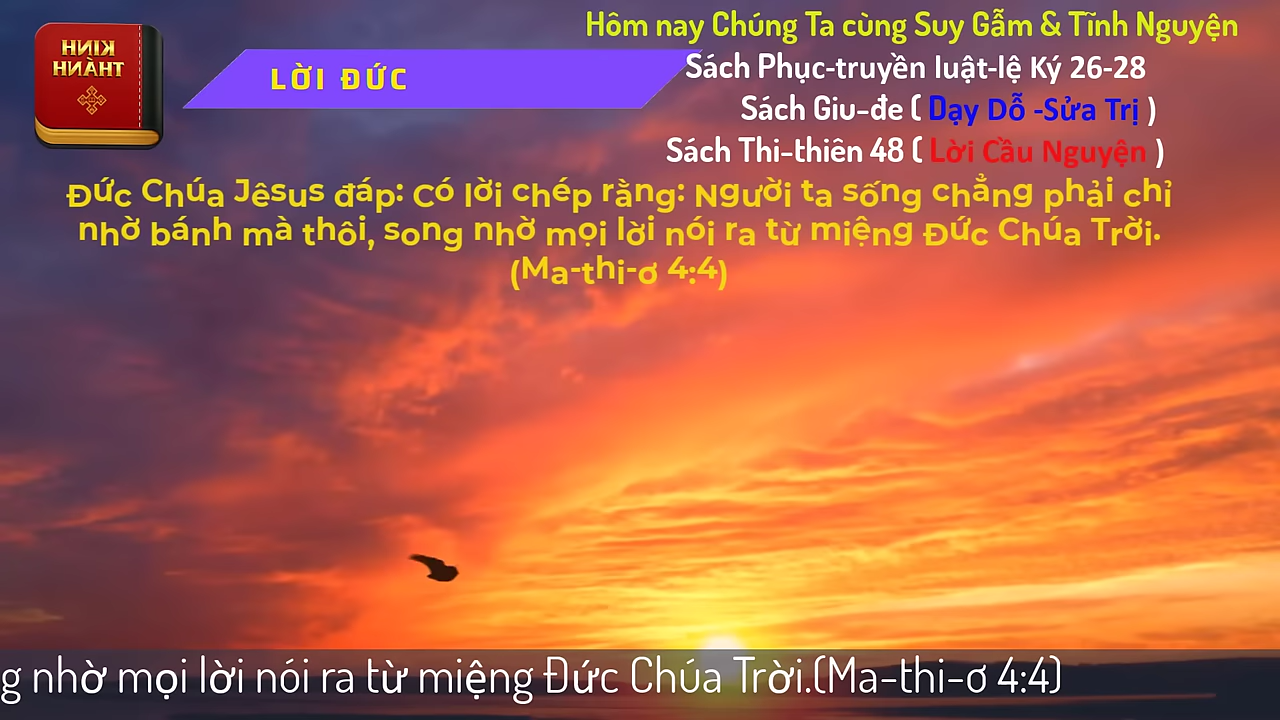 KINH
THÀNH
LỜI ĐỨC
Hôm nay Chúng Ta cùng Suy Gẫm & Tĩnh Nguyện
Sách Phục-truyền luật-lệ Ký 26-28
Sách Giu-đe ( Dạy Dỗ -Sửa Trị )
Sách Thi-thiên 48 ( Lời Cầu Nguyện )
Đức Chúa Jêsus đáp: Có lời chép rằng: Người ta sống chẳng phải chỉ
nhờ bánh mà thôi, song nhờ mọi lời nói ra từ miệng Đức Chúa Trời.
(Ma-thi-ơ 4:4)
g nhờ mọi lời nói ra từ miệng Đức Chúa Trời.(Ma-thi-ơ 4:4)